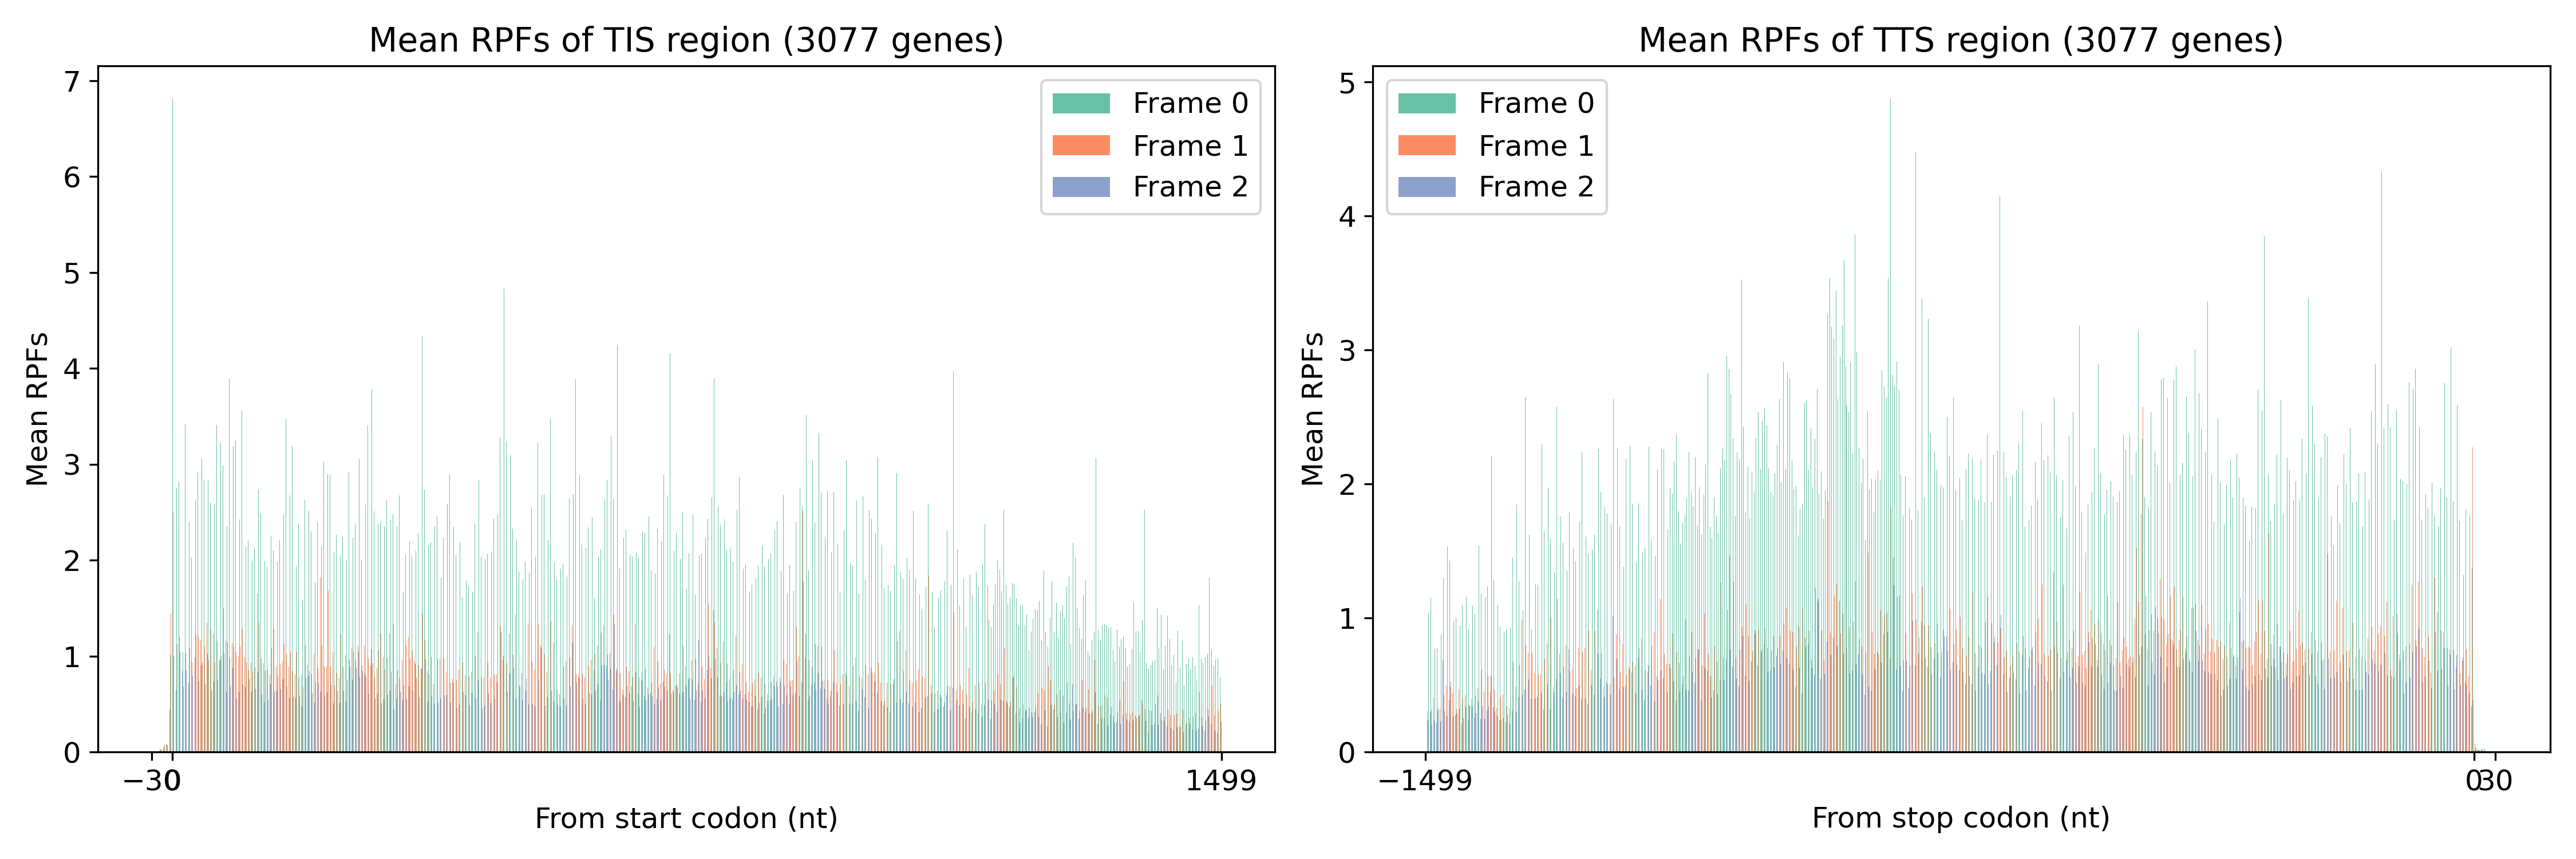 Mean RPFs of TIS region (3077 genes)
7
6
5
4
3
2
1
0
Mean RPFs
Frame 0
Frame 1
Frame 2
−30
0
1499
From start codon (nt)
Mean RPFs of TTS region (3077 genes)
5
4
3
2
1
0
Mean RPFs
Frame 0
Frame 1
Frame 2
−1499
0
30
From stop codon (nt)